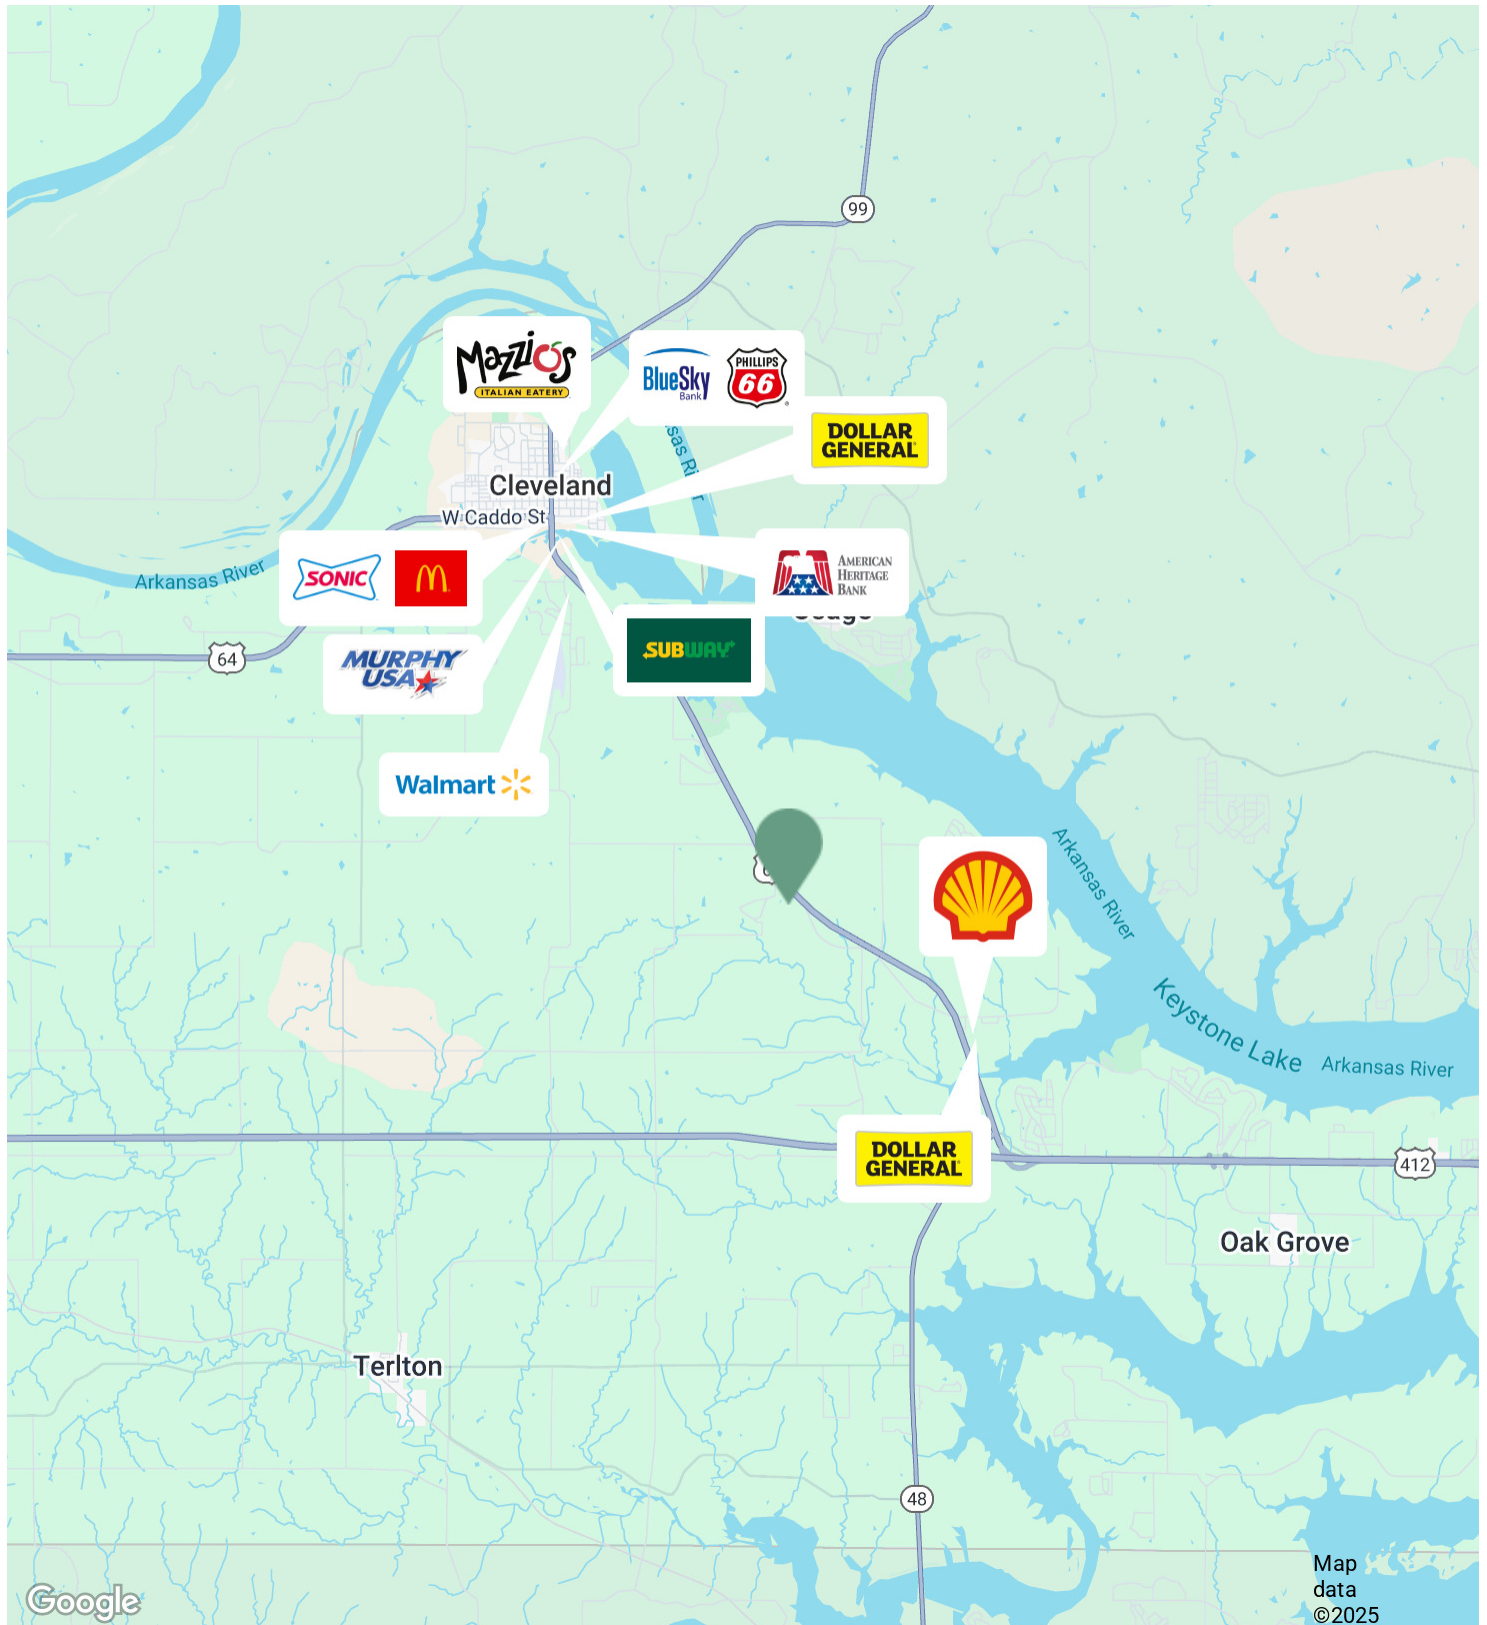 99
Mazzio's
ITALIAN EATERY
BlueSky
Bank
PHILLIPS
66
DOLLAR
GENERAL
Cleveland
W Caddo St
SONIC
Arkansas River
AMERICAN
HERITAGE
BANK
64
MURPHY
USA
SUBWAY
Walmart
Arkansas River
Keystone Lake
Arkansas River
DOLLAR
GENERAL
412
Oak Grove
Terlton
48
Google
Map
data
©2025